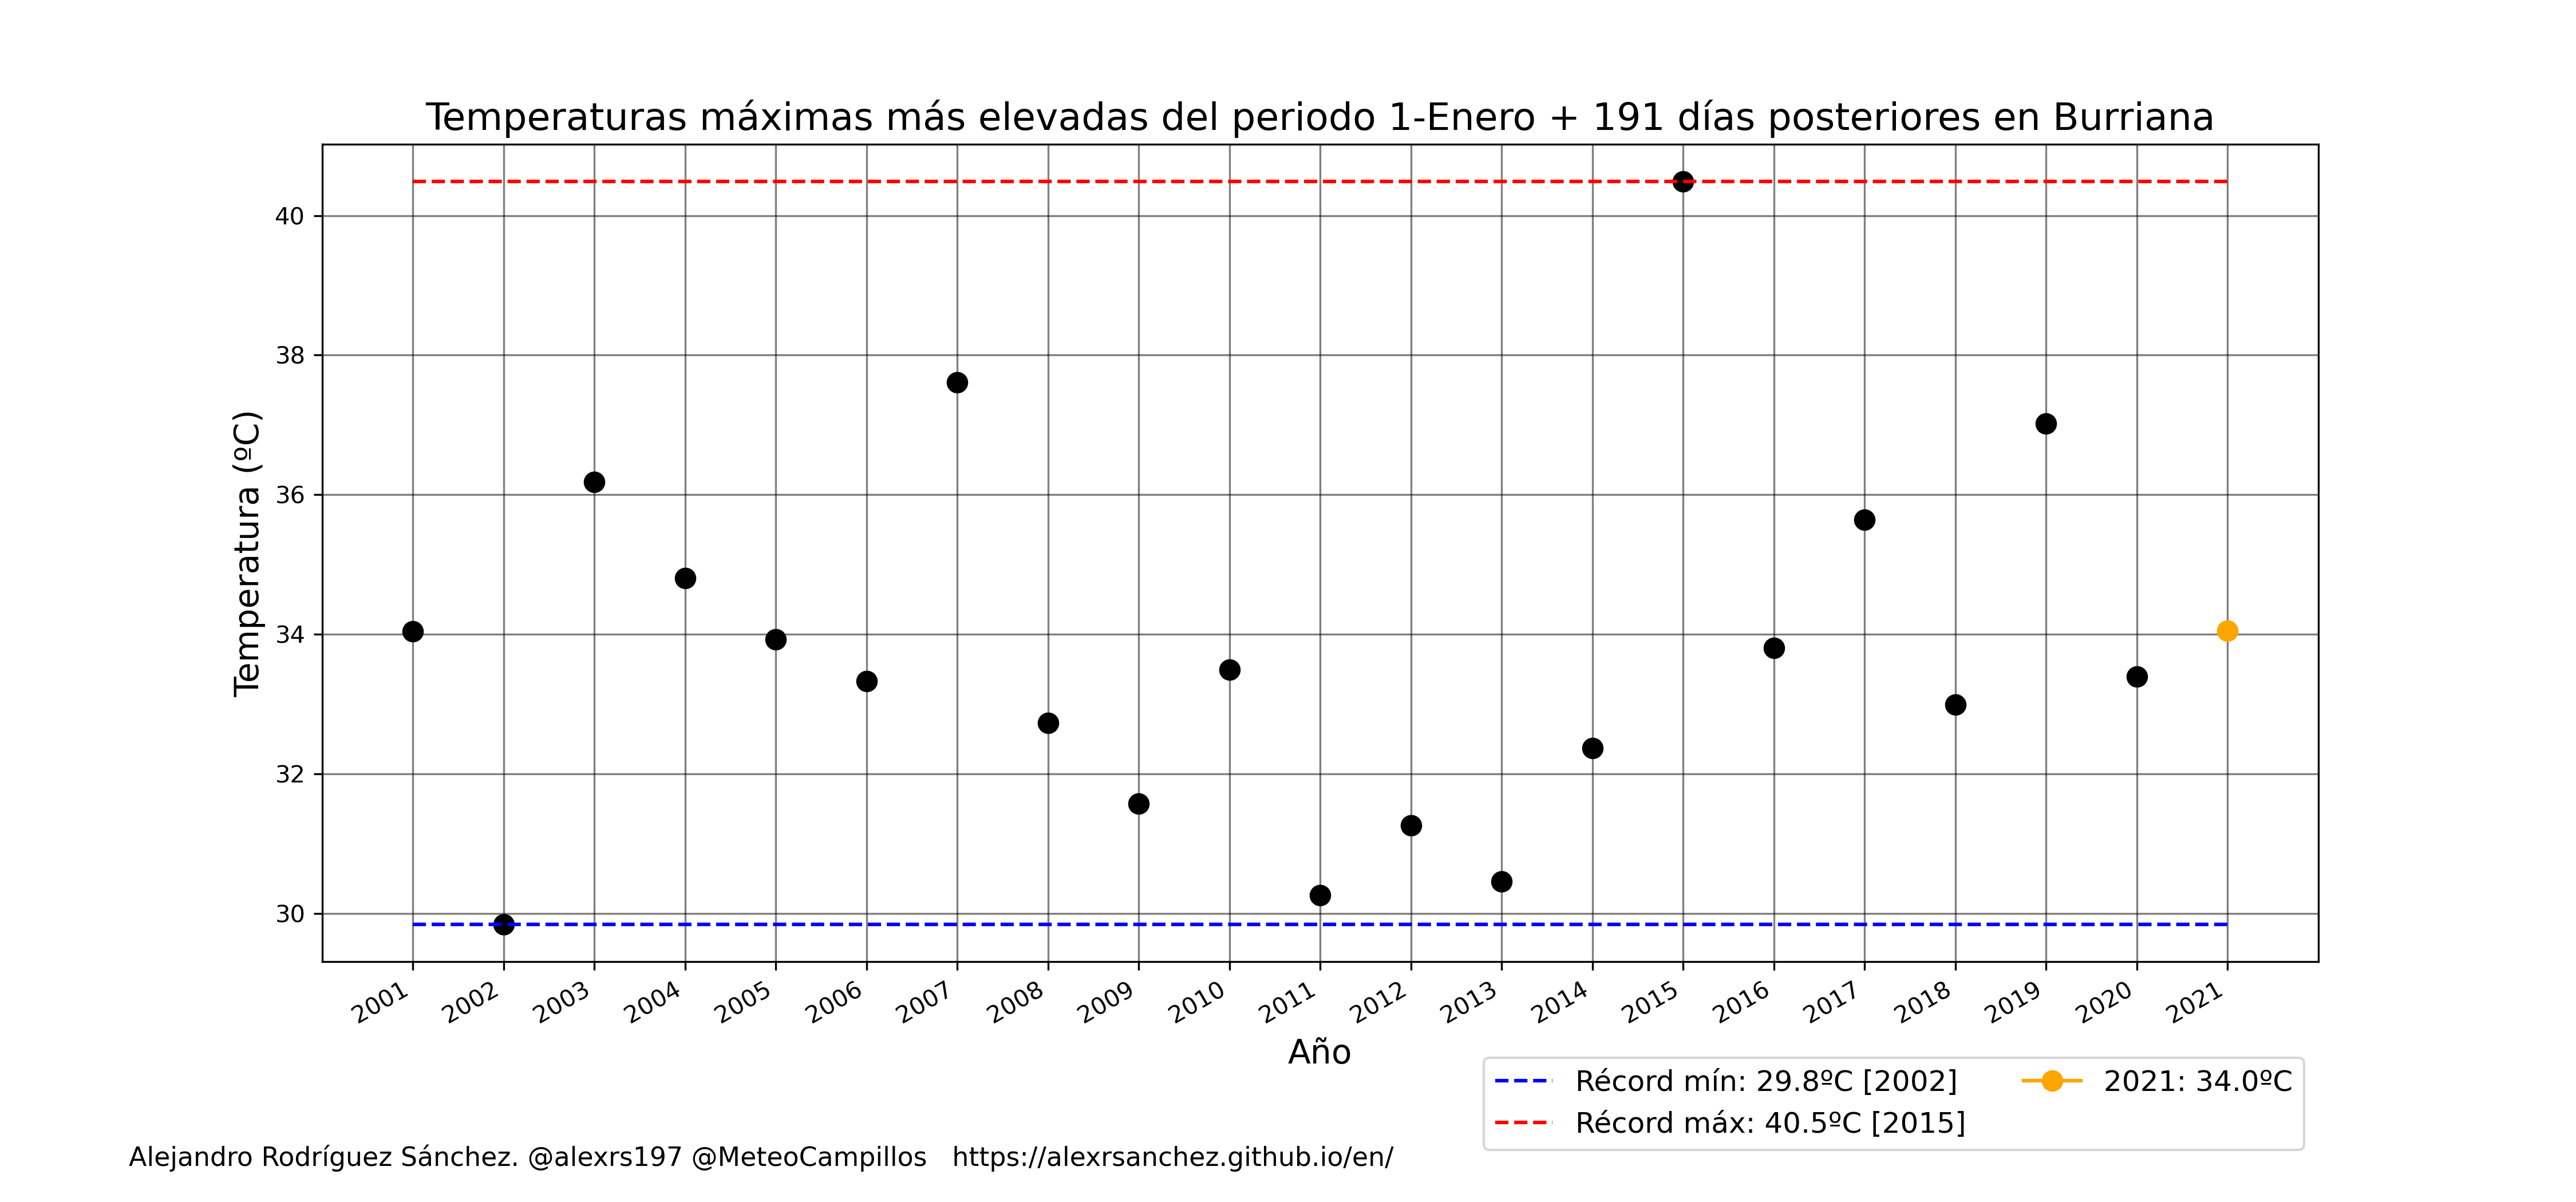 Temperaturas máximas más elevadas del periodo 1-Enero + 191 días posteriores en Burriana
Temperatura (ºC)
40
38
36
34
32
30
2001 2002 2003 2004 2005 2006 2007 2008 2009 2010 2011 2012 2013 2014 2015 2016 2017 2018 2019 2020 2021
Año
Récord mín: 29.8ºC [2002]
Récord máx: 40.5ºC [2015]
2021: 34.0ºC
Alejandro Rodríguez Sánchez. @alexrs197 @MeteoCampillos https://alexrsanchez.github.io/en/